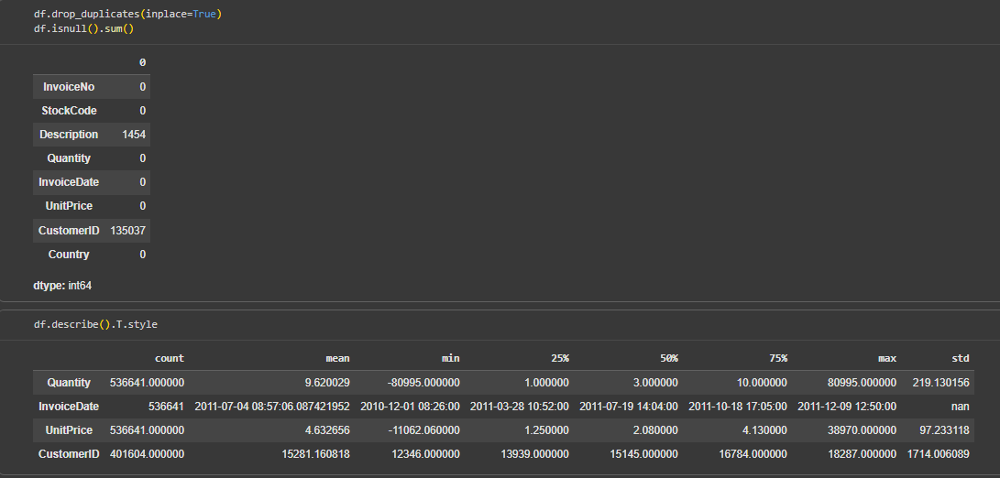 df.drop_duplicates(inplace=True)
df.isnull().sum()
0
InvoiceNo 0
StockCode 0
Description 1454
Quantity 0
InvoiceDate 0
UnitPrice 0
CustomerID 135037
Country 0
dtype: int64
df.describe().T.style
count mean min 25% 50% 75% max std
Quantity 536641.000000 9.620029 -80995.000000 1.000000 3.000000 10.000000 80995.000000 219.130156
InvoiceDate 536641 2011-07-04 08:57:06.087421952 2010-12-01 08:26:00 2011-03-28 10:52:00 2011-07-19 14:04:00 2011-10-18 17:05:00 2011-12-09 12:50:00 nan
UnitPrice 536641.000000 4.632656 -11062.060000 1.250000 2.080000 4.130000 38970.000000 97.233118
CustomerID 401604.000000 15281.160818 12346.000000 13939.000000 15145.000000 16784.000000 18287.000000 1714.006089